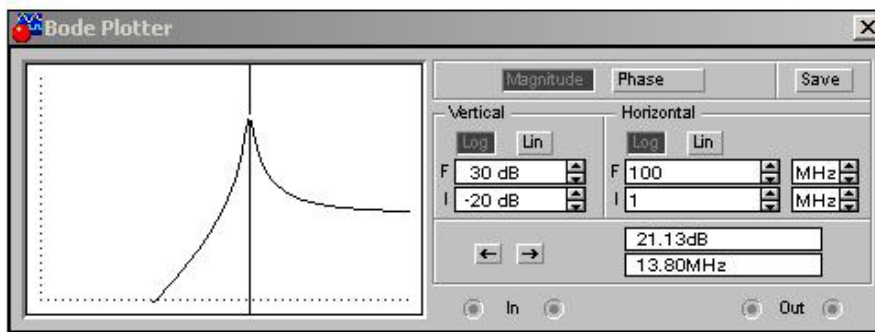 Bode Plotter
Magnitude Phase Save
Vertical Horizontal
Log Lin Log Lin
F 30 dB F 100 MHz
I -20 dB I 1 MHz
← →
21.13dB
13.80MHz
In Out